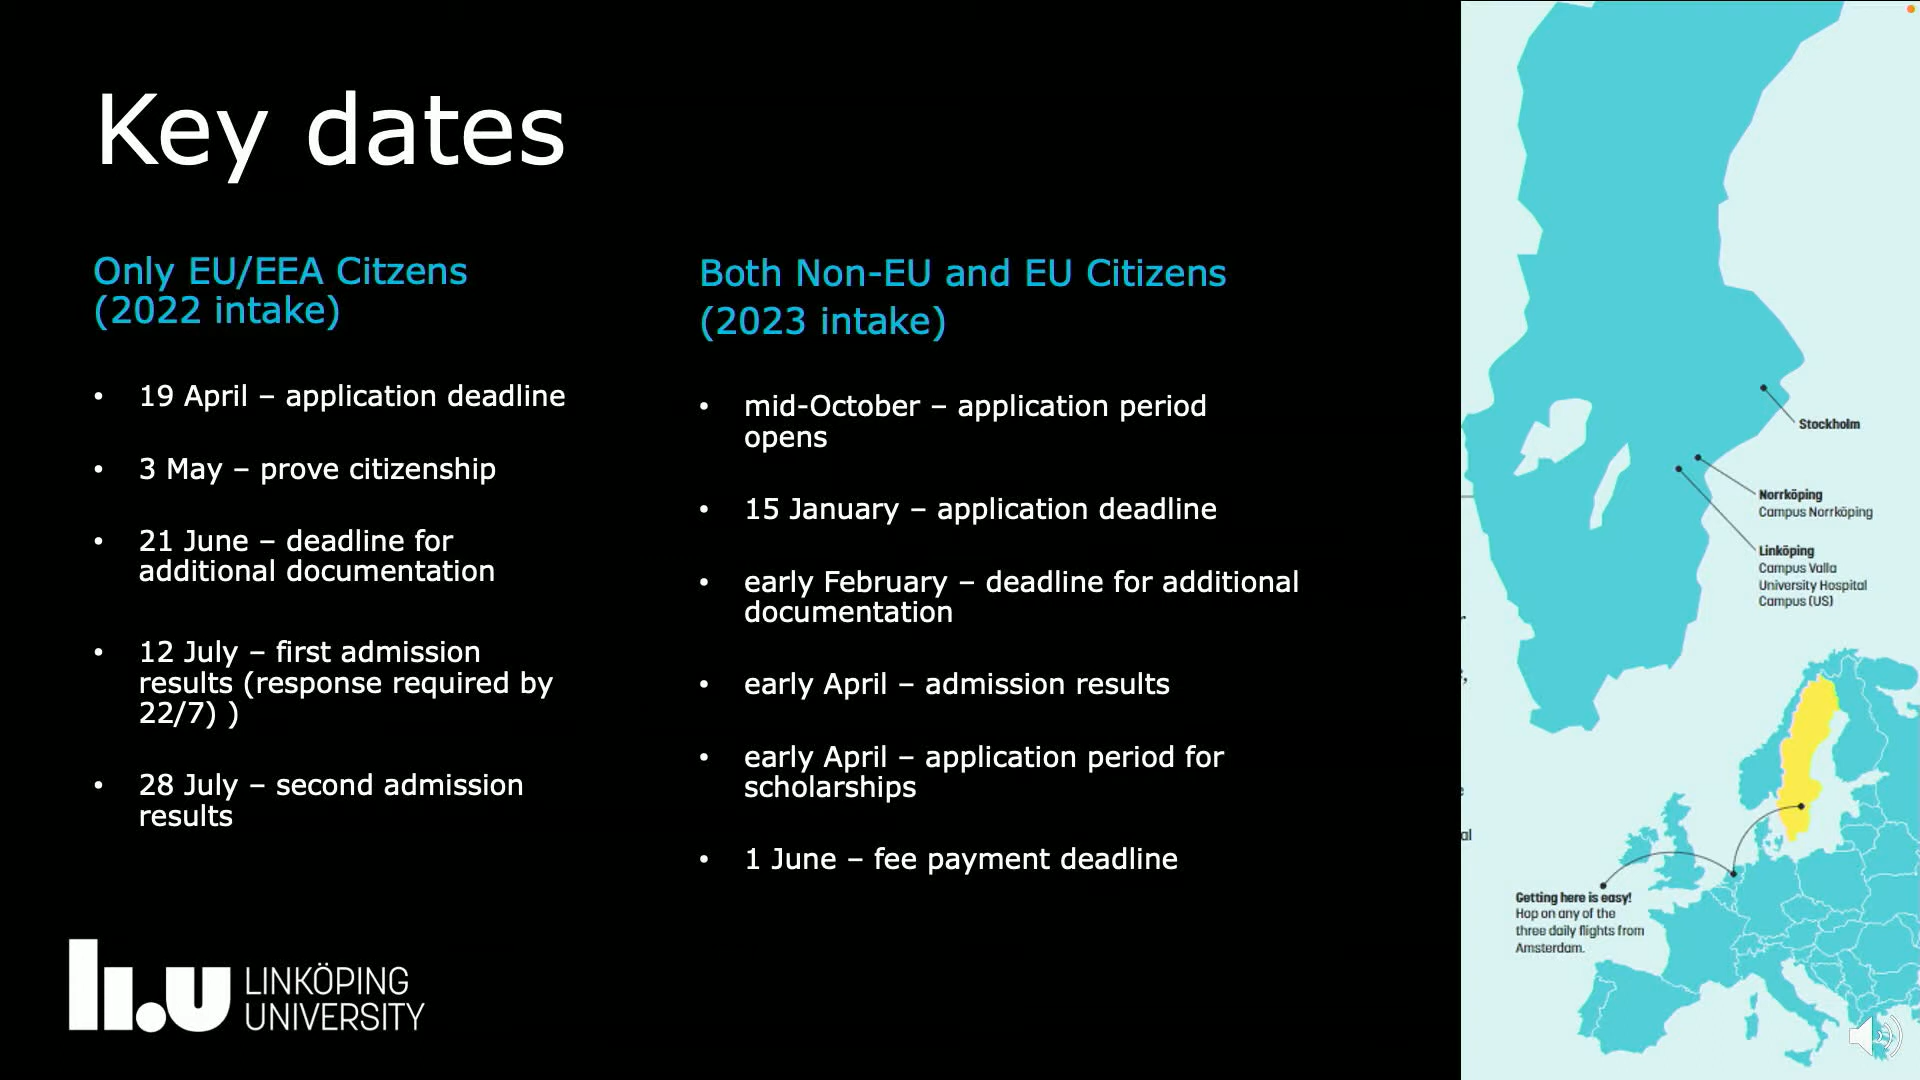 Key dates
Only EU/EEA Citzens
(2022 intake)
• 19 April – application deadline
• 3 May – prove citizenship
• 21 June – deadline for
additional documentation
• 12 July – first admission
results (response required by
22/7) )
• 28 July – second admission
results
Both Non-EU and EU Citizens
(2023 intake)
• mid-October – application period
opens
• 15 January – application deadline
• early February – deadline for additional
documentation
• early April – admission results
• early April – application period for
scholarships
• 1 June – fee payment deadline
li.u LINKÖPING
UNIVERSITY
Stockholm
Norrköping
Campus Norrköping
Linköping
Campus Valla
University Hospital
Campus (US)
al
Getting here is easy!
Hop on any of the
three daily flights from
Amsterdam.